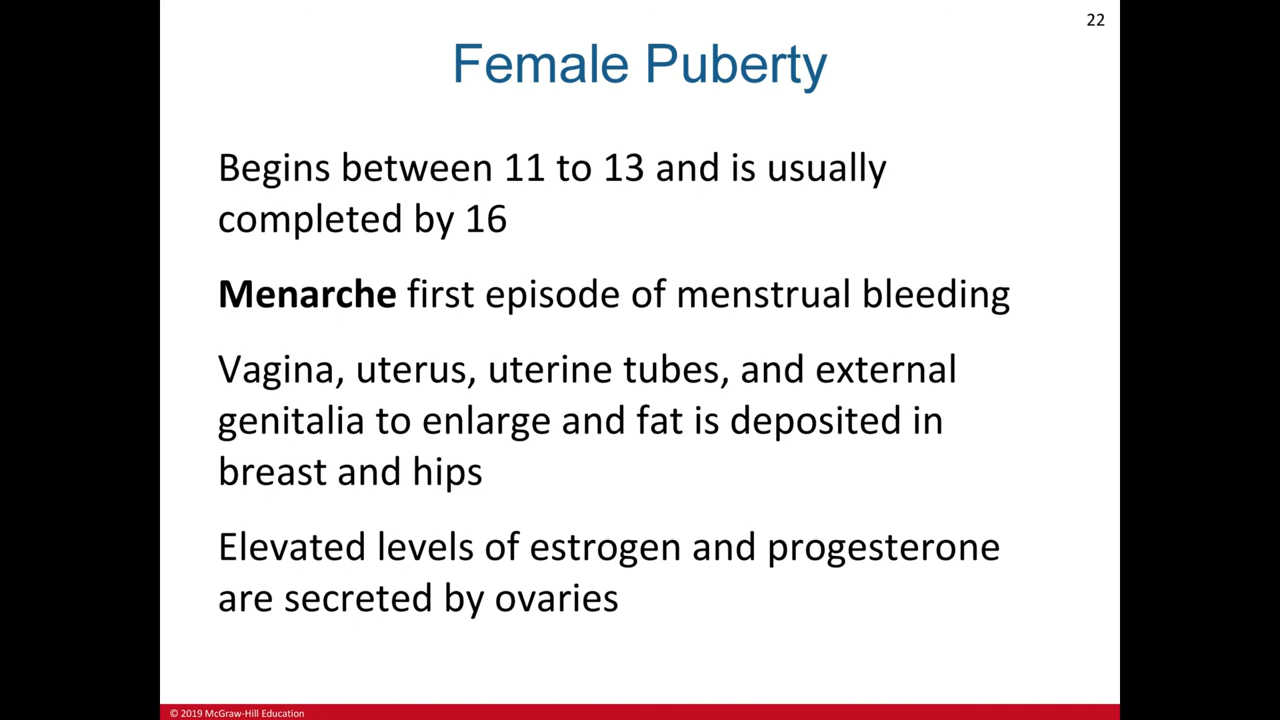 22
Female Puberty
Begins between 11 to 13 and is usually
completed by 16
Menarche first episode of menstrual bleeding
Vagina, uterus, uterine tubes, and external
genitalia to enlarge and fat is deposited in
breast and hips
Elevated levels of estrogen and progesterone
are secreted by ovaries
© 2019 McGraw-Hill Education